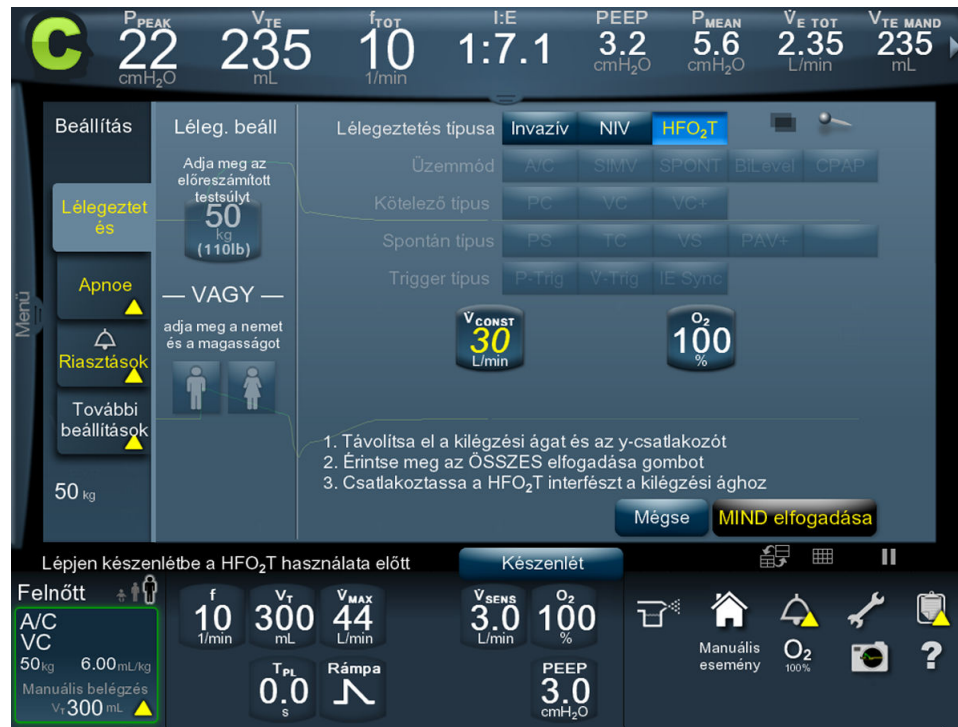 C
PPEAK VTE fTOT I:E PEEP PMEAN V̇E TOT VTE MAND
22 235 10 1:7.1 3.2 5.6 2.35 235
cmH2O mL 1/min cmH2O cmH2O L/min mL
Menü
Beállítás
Lélegeztet
és
Apnoe
Riasztások
További
beállítások
50 kg
Léleg. beáll
Adja meg az
előreszámított
testsúlyt
50
kg
(110lb)
— VAGY —
adja meg a nemet
és a magasságot
Lélegeztetés típusa Invazív NIV HFO2T
Üzemmód A/C SIMV SPONT BiLevel CPAP
Kötelező típus PC VC VC+
Spontán típus PS TC VS PAV+
Trigger típus P-Trig V̇-Trig IE Sync
V̇CONST O2
30 100
L/min %
1. Távolítsa el a kilégzési ágat és az y-csatlakozót
2. Érintse meg az ÖSSZES elfogadása gombot
3. Csatlakoztassa a HFO2T interfészt a kilégzési ághoz
Mégse MIND elfogadása
Lépjen készenlétbe a HFO2T használata előtt Készenlét
Felnőtt
A/C
VC
50kg 6.00mL/kg
Manuális belégzés
VT300 mL
f VT V̇MAX V̇SENS O2
10 300 44 3.0 100
1/min mL L/min L/min %
TPL Rámpa PEEP
0.0 3.0
s cmH2O
Manuális
esemény
O2
100%
?